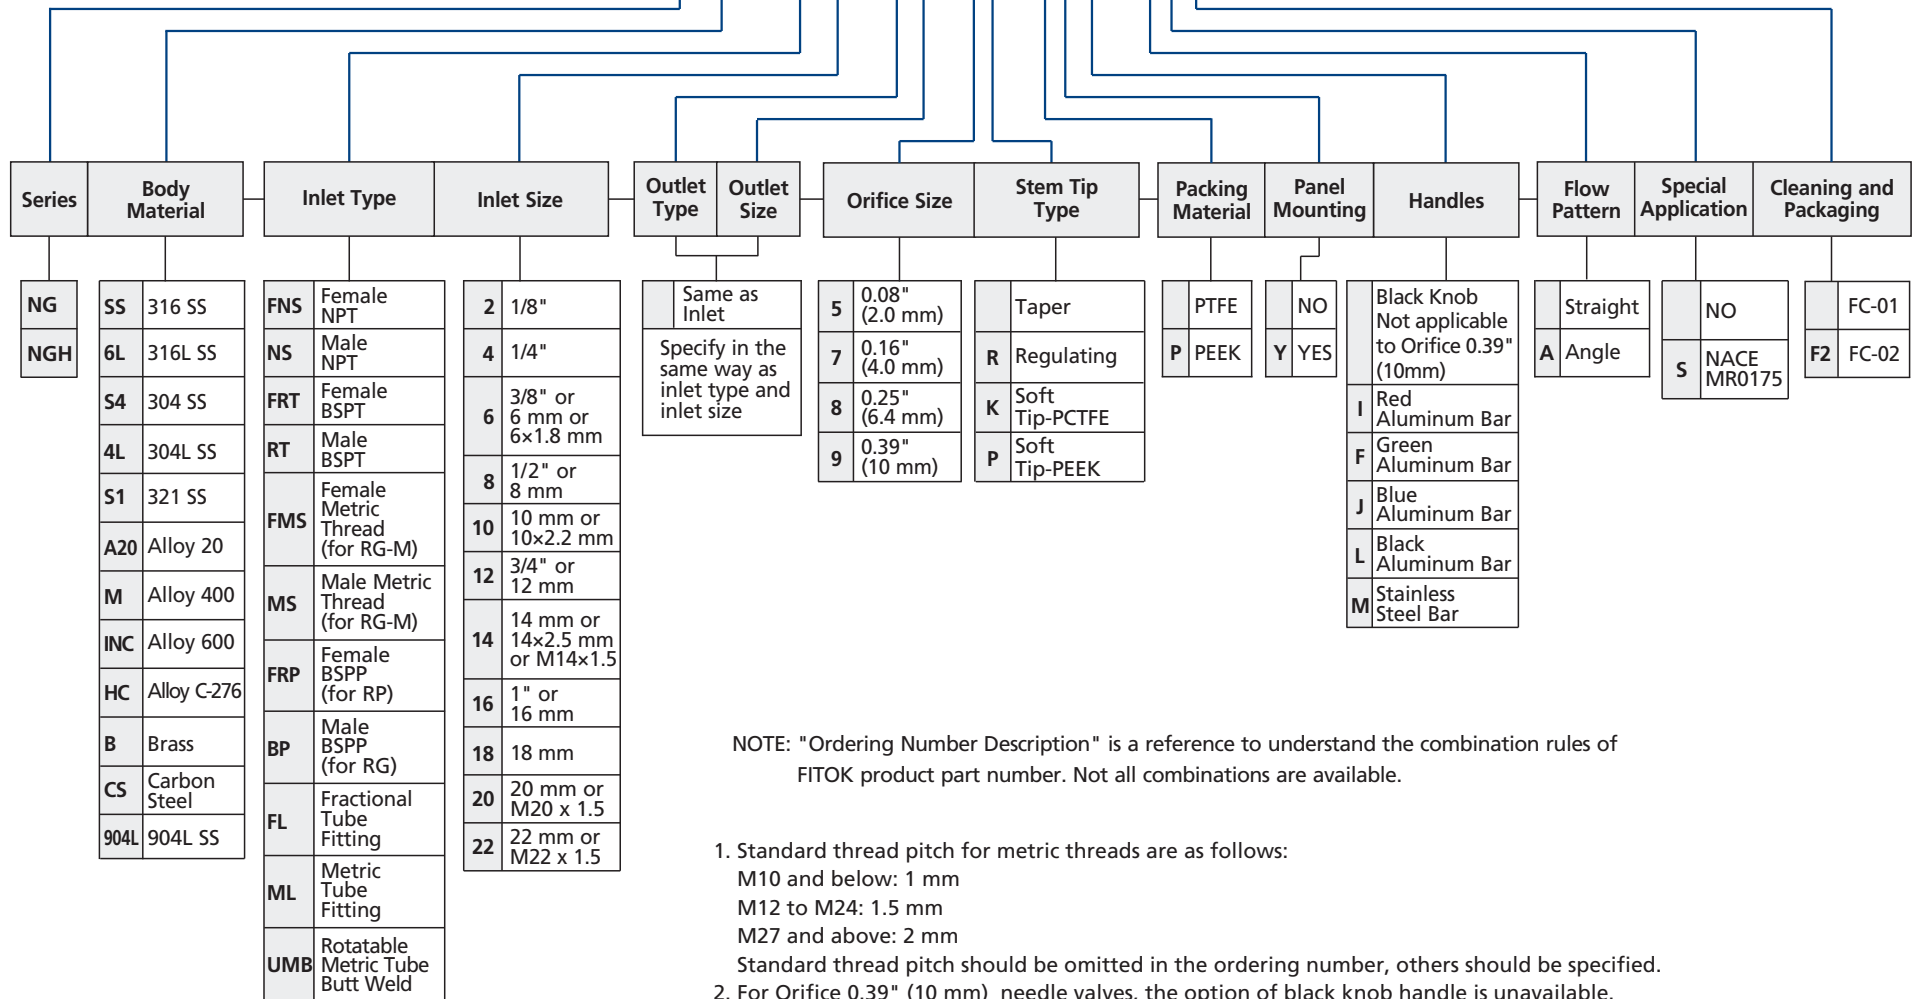 Series
Body
Material
Inlet Type
Inlet Size
Outlet
Type
Outlet
Size
Orifice Size
Stem Tip
Type
Packing
Material
Panel
Mounting
Handles
Flow
Pattern
Special
Application
Cleaning and
Packaging
NG
NGH
SS 316 SS
6L 316L SS
S4 304 SS
4L 304L SS
S1 321 SS
A20 Alloy 20
M Alloy 400
INC Alloy 600
HC Alloy C-276
B Brass
CS Carbon
Steel
904L 904L SS
FNS Female
NPT
NS Male
NPT
FRT Female
BSPT
RT Male
BSPT
FMS Female
Metric
Thread
(for RG-M)
MS Male Metric
Thread
(for RG-M)
FRP Female
BSPP
(for RP)
BP Male
BSPP
(for RG)
FL Fractional
Tube
Fitting
ML Metric
Tube
Fitting
UMB Rotatable
Metric Tube
Butt Weld
2 1/8"
4 1/4"
6 3/8" or
6 mm or
6×1.8 mm
8 1/2" or
8 mm
10 10 mm or
10×2.2 mm
12 3/4" or
12 mm
14 14 mm or
14×2.5 mm
or M14×1.5
16 1" or
16 mm
18 18 mm
20 20 mm or
M20 x 1.5
22 22 mm or
M22 x 1.5
Same as
Inlet
Specify in the
same way as
inlet type and
inlet size
5 0.08"
(2.0 mm)
7 0.16"
(4.0 mm)
8 0.25"
(6.4 mm)
9 0.39"
(10 mm)
Taper
R Regulating
K Soft
Tip-PCTFE
P Soft
Tip-PEEK
PTFE
P PEEK
NO
Y YES
Black Knob
Not applicable
to Orifice 0.39"
(10mm)
I Red
Aluminum Bar
F Green
Aluminum Bar
J Blue
Aluminum Bar
L Black
Aluminum Bar
M Stainless
Steel Bar
Straight
A Angle
NO
S NACE
MR0175
FC-01
F2 FC-02
NOTE: "Ordering Number Description" is a reference to understand the combination rules of
FITOK product part number. Not all combinations are available.
1. Standard thread pitch for metric threads are as follows:
M10 and below: 1 mm
M12 to M24: 1.5 mm
M27 and above: 2 mm
Standard thread pitch should be omitted in the ordering number, others should be specified.
2. For Orifice 0.39" (10 mm) needle valves, the option of black knob handle is unavailable.